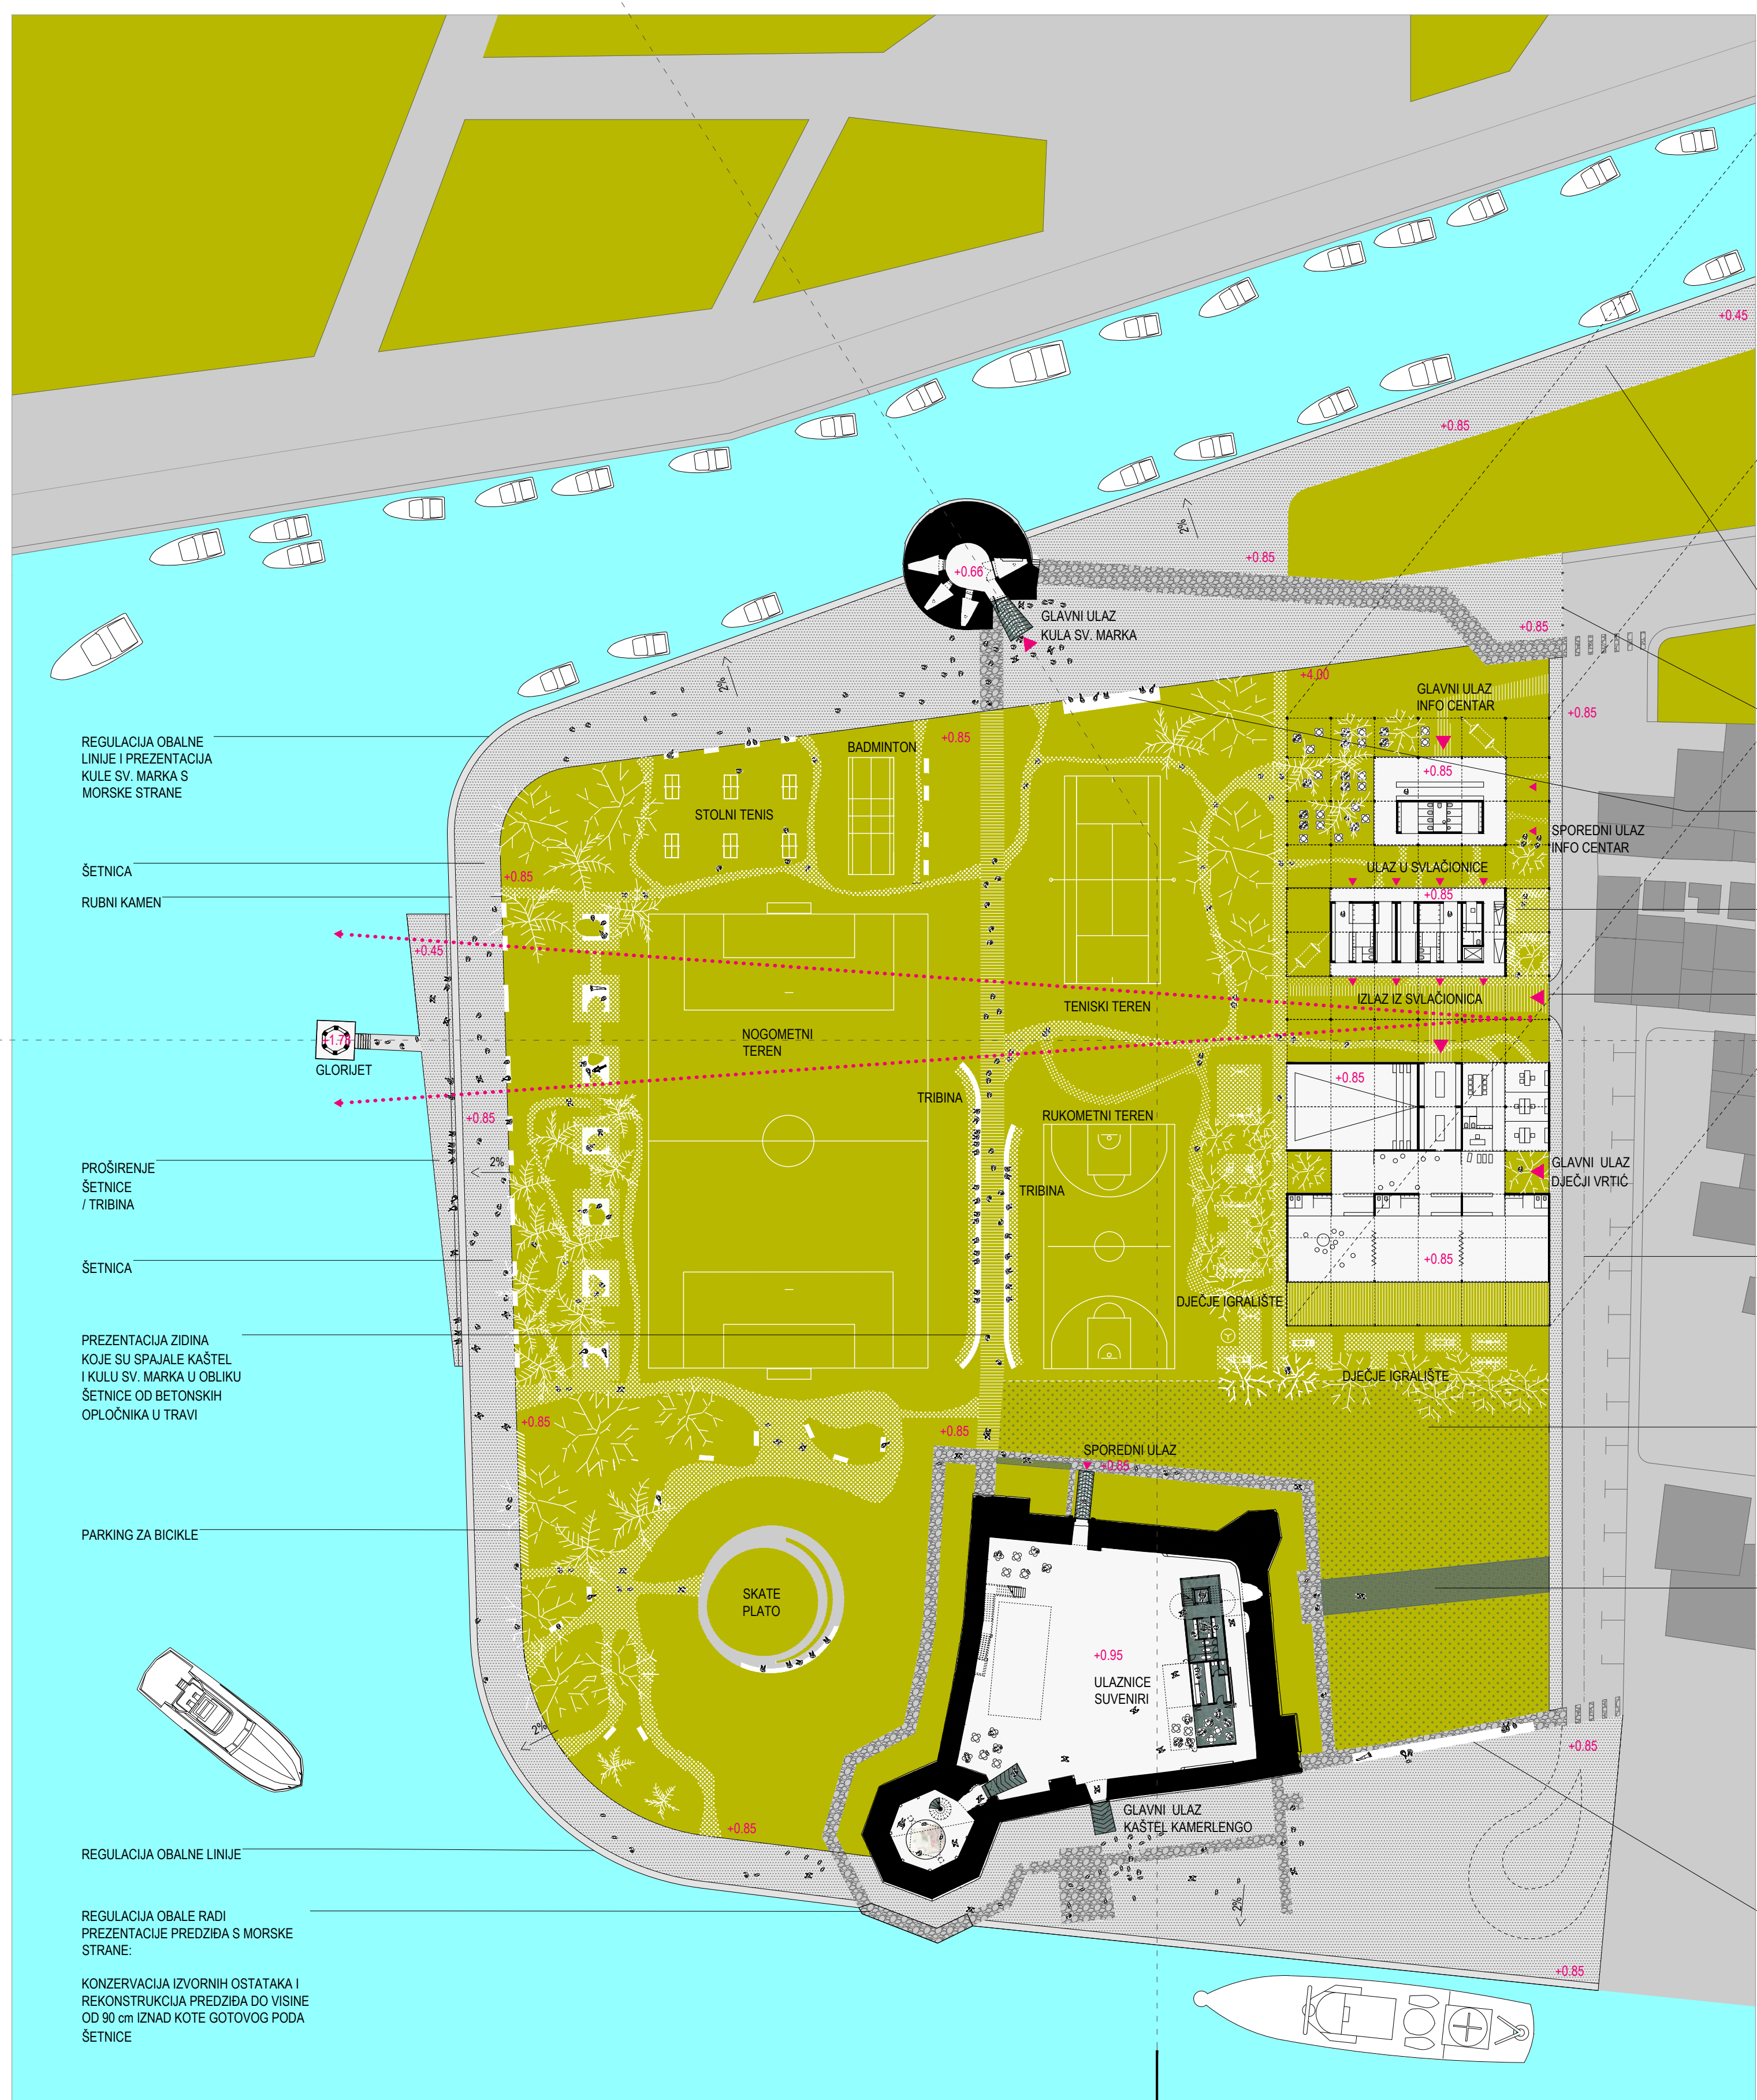 +0.45
+0.85
2%
+0.85
+0.66
GLAVNI ULAZ
KULA SV. MARKA
+0.85
2%
+4.00
GLAVNI ULAZ
INFO CENTAR
+0.85
REGULACIJA OBALNE
LINIJE I PREZENTACIJA
KULE SV. MARKA S
MORSKE STRANE
+0.85
BADMINTON
+0.85
STOLNI TENIS
SPOREDNI ULAZ
INFO CENTAR
ŠETNICA
+0.85
ULAZ U SVLAČIONICE
+0.85
RUBNI KAMEN
+0.45
TENISKI TEREN
IZLAZ IZ SVLAČIONICA
NOGOMETNI
TEREN
+1.78
GLORIJET
+0.85
TRIBINA
+0.85
RUKOMETNI TEREN
PROŠIRENJE
ŠETNICE
/ TRIBINA
2%
TRIBINA
GLAVNI ULAZ
DJEČJI VRTIĆ
ŠETNICA
+0.85
DJEČJE IGRALIŠTE
PREZENTACIJA ZIDINA
KOJE SU SPAJALE KAŠTEL
I KULU SV. MARKA U OBLIKU
ŠETNICE OD BETONSKIH
OPLOČNIKA U TRAVI
DJEČJE IGRALIŠTE
+0.85
+0.85
SPOREDNI ULAZ
+0.85
PARKING ZA BICIKLE
SKATE
PLATO
+0.95
ULAZNICE
SUVENIRI
2%
+0.85
+0.85
GLAVNI ULAZ
KAŠTEL KAMERLENGO
REGULACIJA OBALNE LINIJE
2%
REGULACIJA OBALE RADI
PREZENTACIJE PREDZIĐA S MORSKE
STRANE:
+0.85
KONZERVACIJA IZVORNIH OSTATAKA I
REKONSTRUKCIJA PREDZIĐA DO VISINE
OD 90 cm IZNAD KOTE GOTOVOG PODA
ŠETNICE